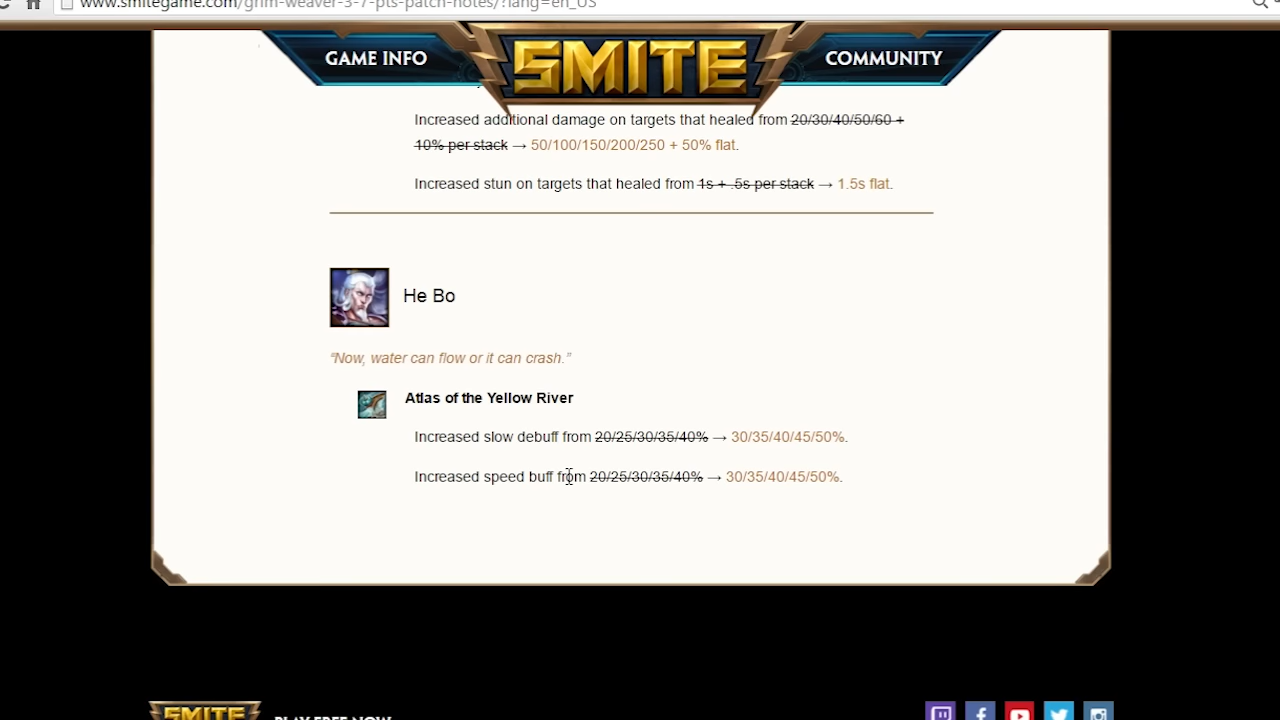 www.smitegame.com/grim-weaver-3-7-pts-patch-notes/?lang=en_US
GAME INFO
SMITE
COMMUNITY
Increased additional damage on targets that healed from 20/30/40/50/60 +
10% per stack → 50/100/150/200/250 + 50% flat.
Increased stun on targets that healed from 1s + .5s per stack → 1.5s flat.
He Bo
“Now, water can flow or it can crash.”
Atlas of the Yellow River
Increased slow debuff from 20/25/30/35/40% → 30/35/40/45/50%.
Increased speed buff from 20/25/30/35/40% → 30/35/40/45/50%.
SMITE
PLAY FREE NOW